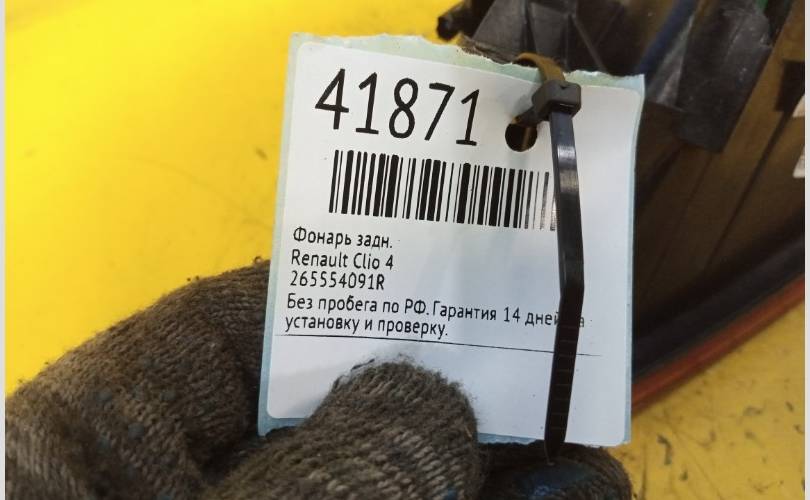 41871
Фонарь задн.
Renault Clio 4
265554091R
Без пробега по РФ. Гарантия 14 дней
установку и проверку.